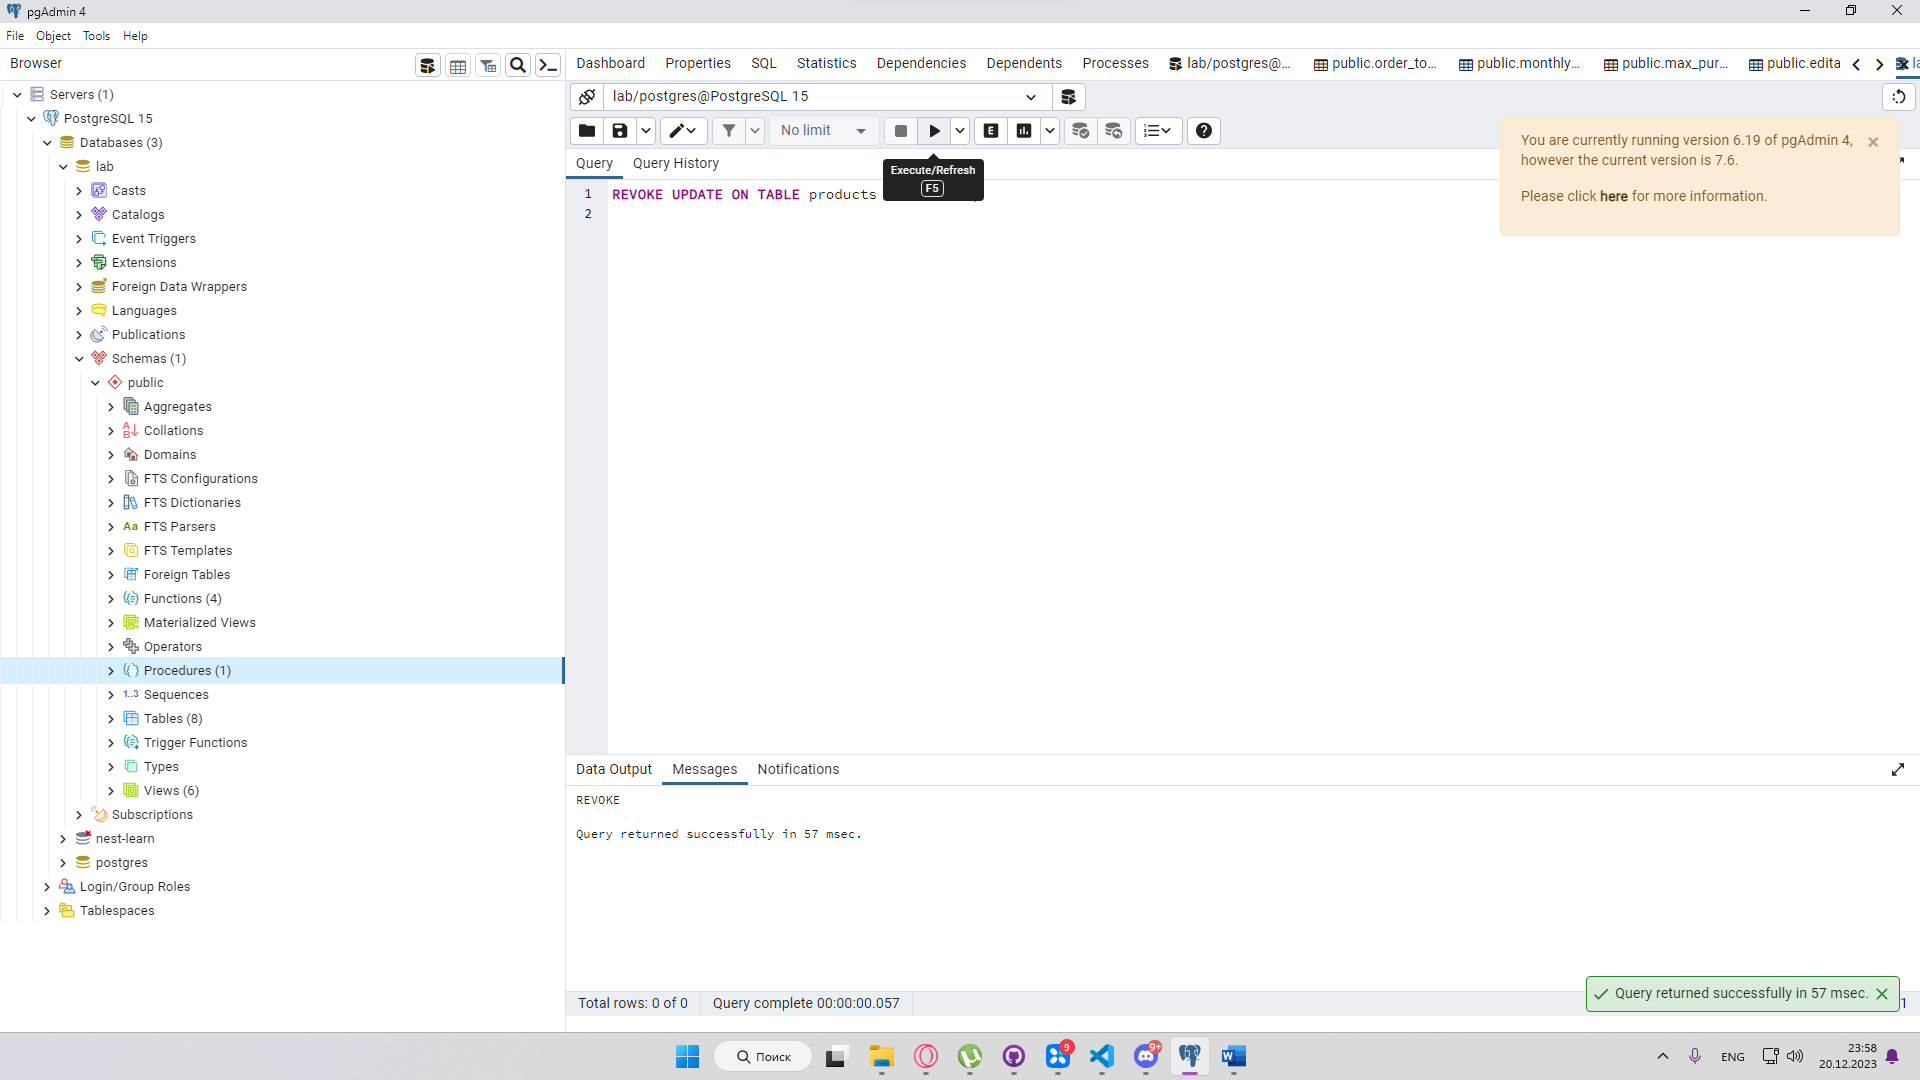 pgAdmin 4
File Object Tools Help
Browser
Dashboard Properties SQL Statistics Dependencies Dependents Processes lab/postgres@... public.order_to... public.monthly... public.max_pur... public.edita
Servers (1)
PostgreSQL 15
Databases (3)
lab
Casts
Catalogs
Event Triggers
Extensions
Foreign Data Wrappers
Languages
Publications
Schemas (1)
public
Aggregates
Collations
Domains
FTS Configurations
FTS Dictionaries
Aa FTS Parsers
FTS Templates
Foreign Tables
Functions (4)
Materialized Views
Operators
Procedures (1)
1..3 Sequences
Tables (8)
Trigger Functions
Types
Views (6)
Subscriptions
nest-learn
postgres
Login/Group Roles
Tablespaces
lab/postgres@PostgreSQL 15
No limit
E
Query Query History
Execute/Refresh
F5
1 REVOKE UPDATE ON TABLE products
2
You are currently running version 6.19 of pgAdmin 4,
however the current version is 7.6.
Please click here for more information.
Data Output Messages Notifications
REVOKE
Query returned successfully in 57 msec.
Total rows: 0 of 0 Query complete 00:00:00.057
Query returned successfully in 57 msec.
1
Поиск
9
9+
ENG
23:58
20.12.2023